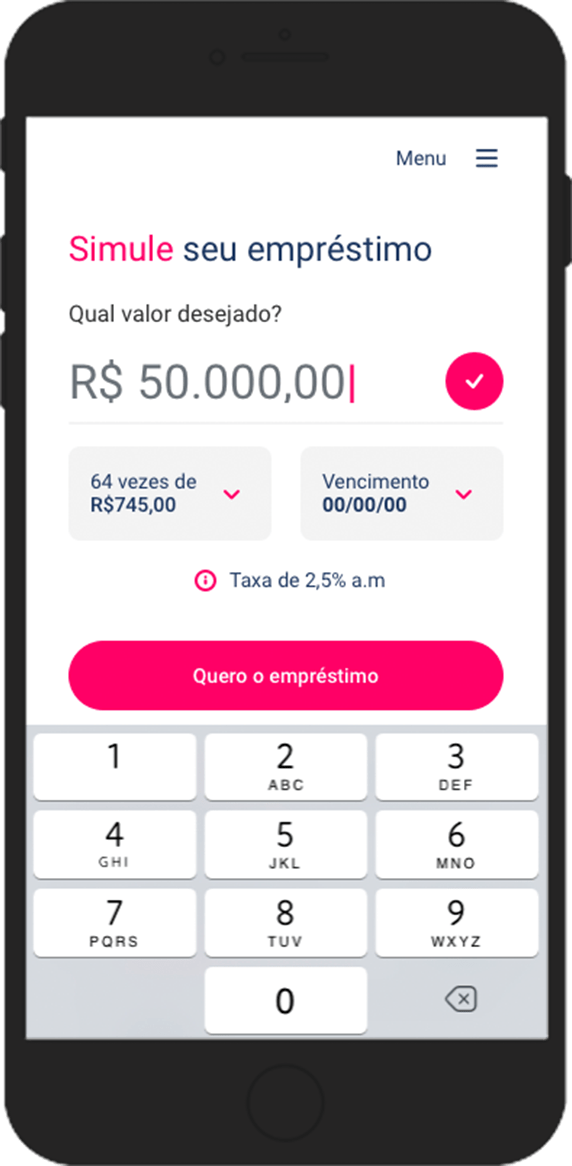 Menu
Simule seu empréstimo
Qual valor desejado?
R$ 50.000,00
64 vezes de
R$745,00
Vencimento
00/00/00
Taxa de 2,5% a.m
Quero o empréstimo
1
2
ABC
3
DEF
4
GHI
5
JKL
6
MNO
7
PQRS
8
TUV
9
WXYZ
0